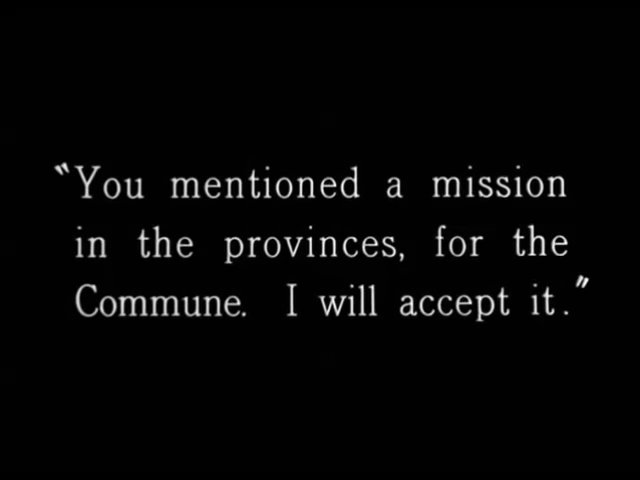 "You mentioned a mission
in the provinces, for the
Commune. I will accept it."